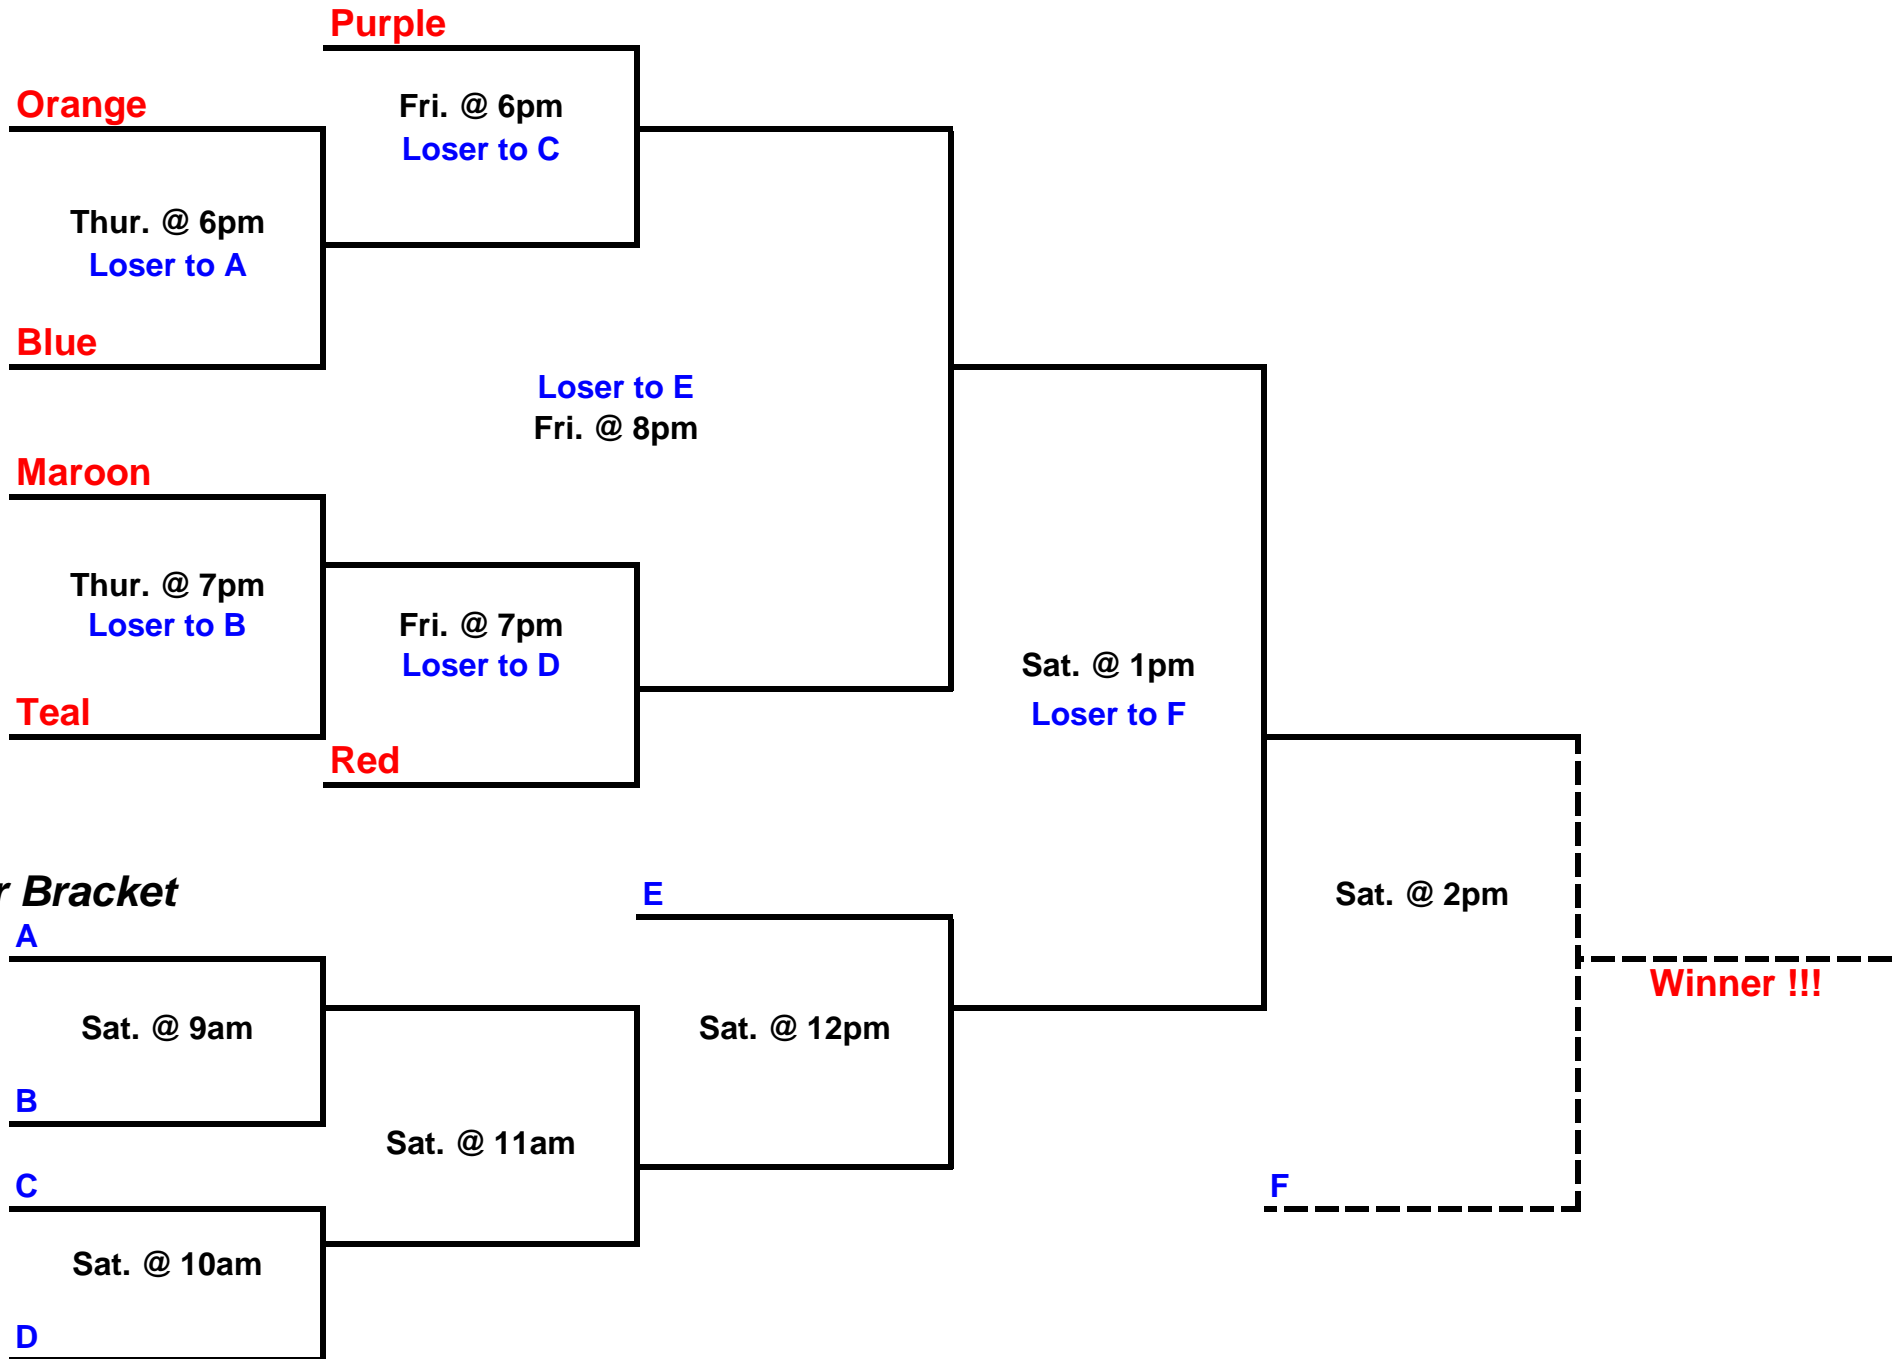 Purple
Orange
Fri. @ 6pm
Loser to C
Thur. @ 6pm
Loser to A
Blue
Loser to E
Fri. @ 8pm
Maroon
Thur. @ 7pm
Loser to B
Fri. @ 7pm
Loser to D
Sat. @ 1pm
Loser to F
Teal
Red
r Bracket
E
Sat. @ 2pm
A
Winner !!!
Sat. @ 9am
Sat. @ 12pm
B
Sat. @ 11am
C
F
Sat. @ 10am
D